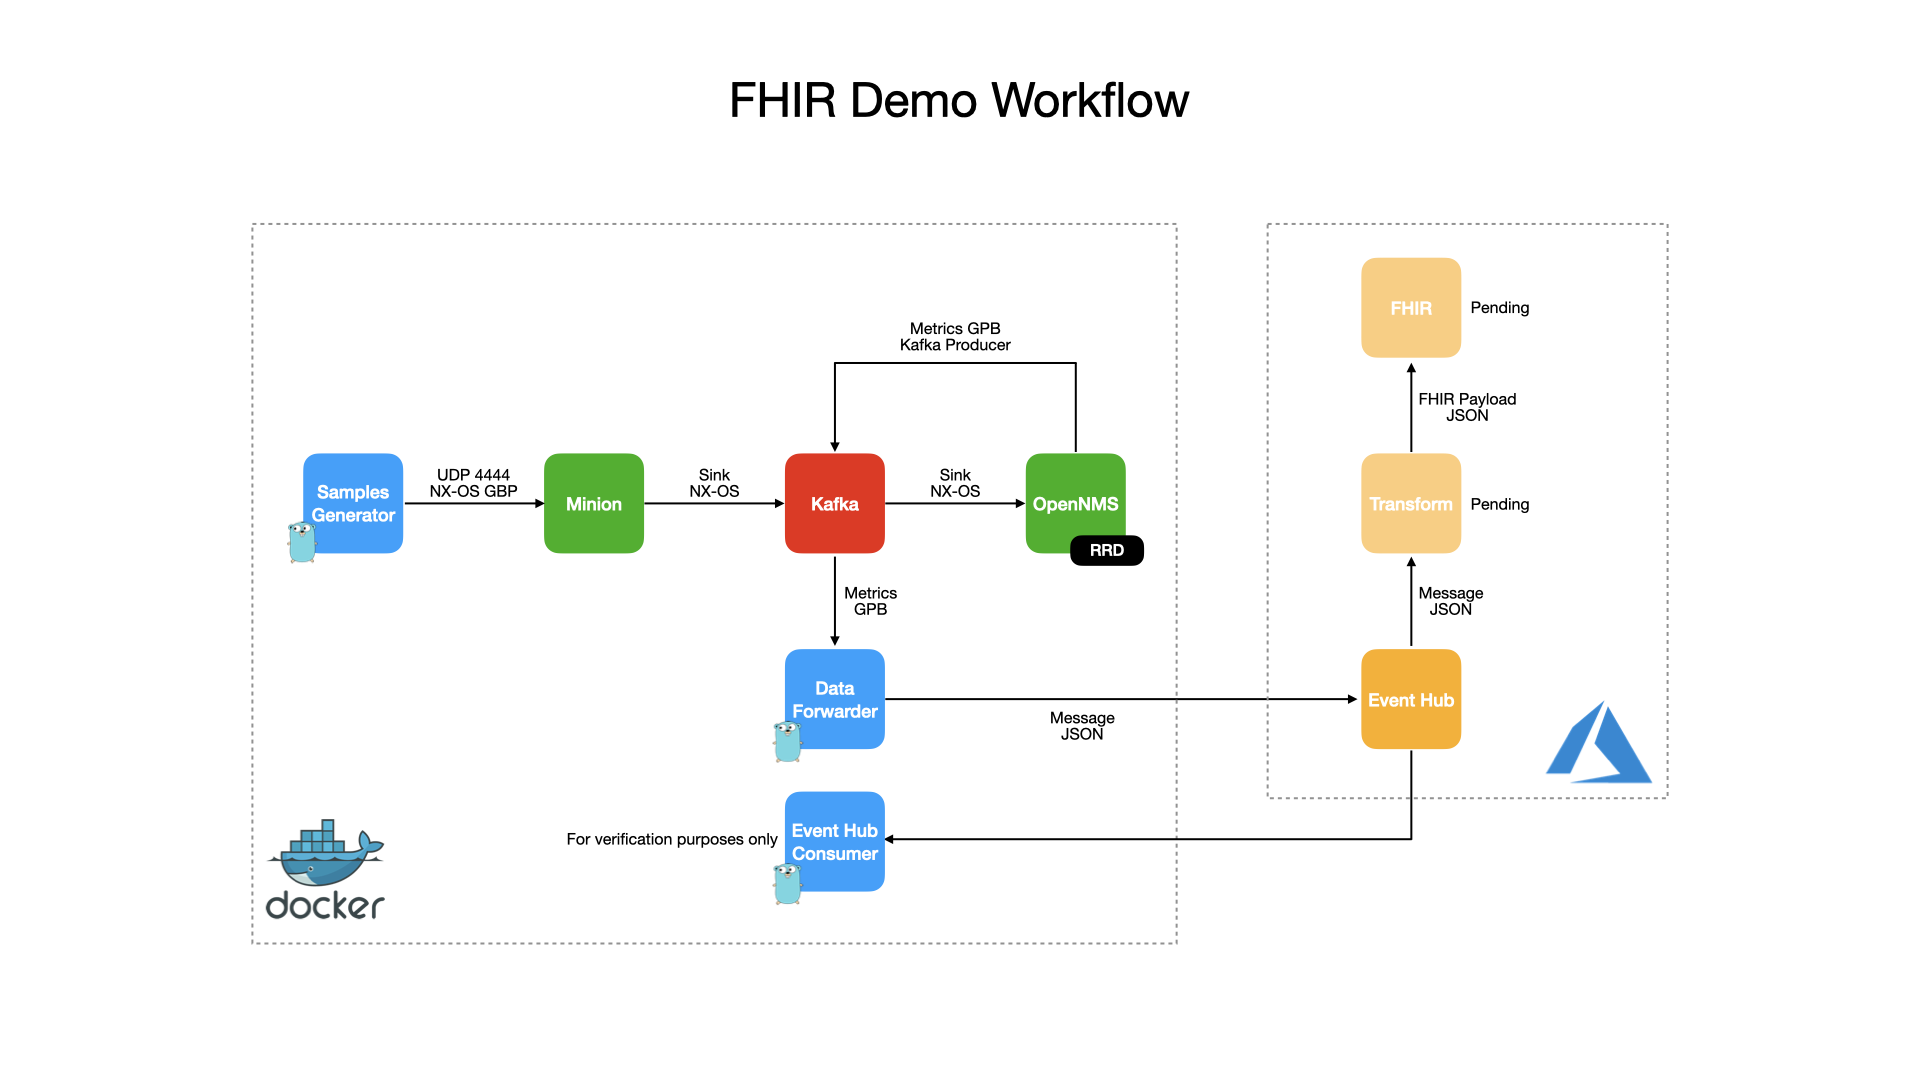 FHIR Demo Workflow
Metrics GPB
Kafka Producer
Samples
Generator
UDP 4444
NX-OS GBP
Minion
Sink
NX-OS
Kafka
Sink
NX-OS
OpenNMS
RRD
Metrics
GPB
Data
Forwarder
Message
JSON
For verification purposes only
Event Hub
Consumer
docker
FHIR
Pending
FHIR Payload
JSON
Transform
Pending
Message
JSON
Event Hub